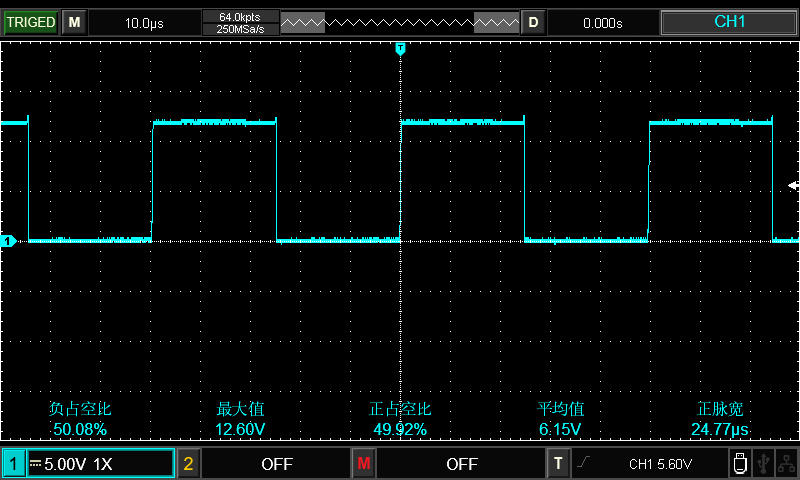 TRIGED M 10.0μs 64.0kpts D 0.000s CH1
250MSa/s
T
1
负占空比 最大值 正占空比 平均值 正脉宽
50.08% 12.60V 49.92% 6.15V 24.77μs
1 5.00V 1X 2 OFF M OFF T CH1 5.60V